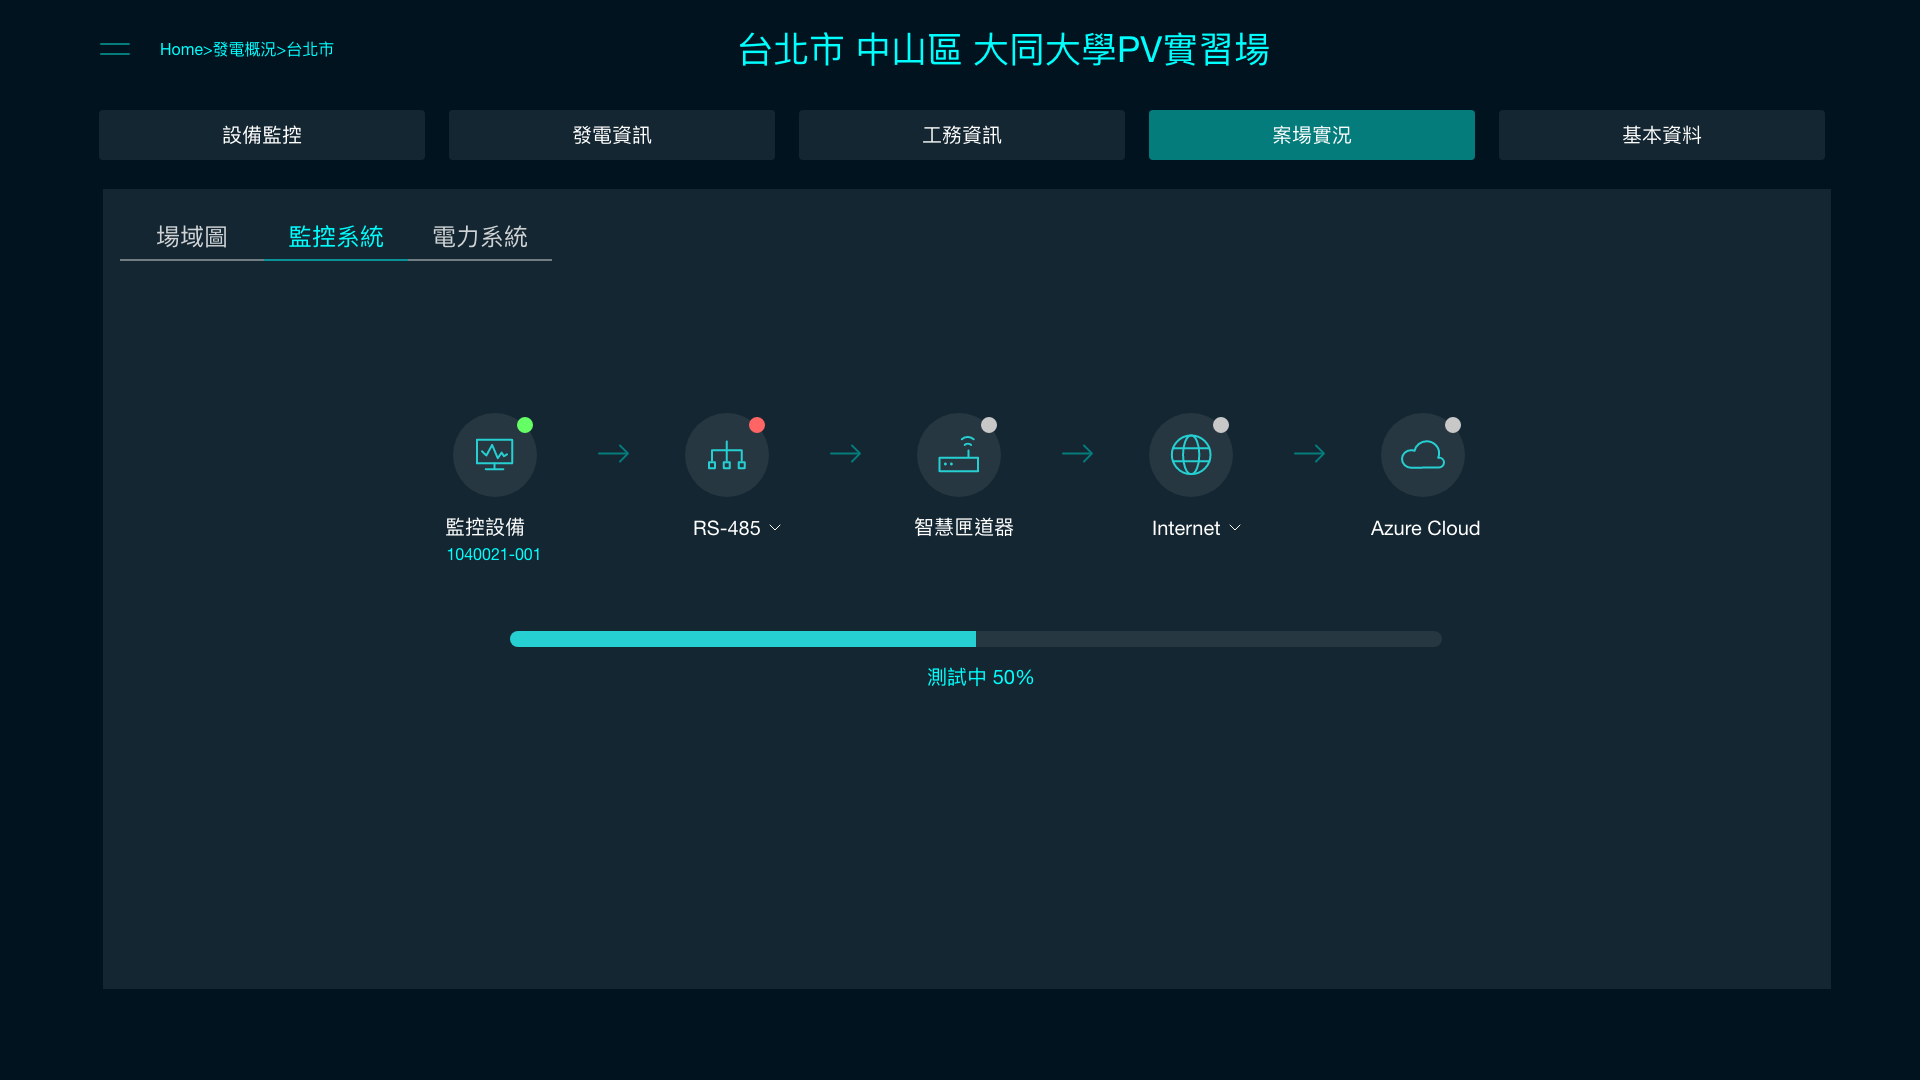 Home>發電概況>台北市
台北市 中山區 大同大學PV實習場
設備監控
發電資訊
工務資訊
案場實況
基本資料
場域圖
監控系統
電力系統
監控設備
1040021-001
RS-485
智慧匣道器
Internet
Azure Cloud
測試中 50%